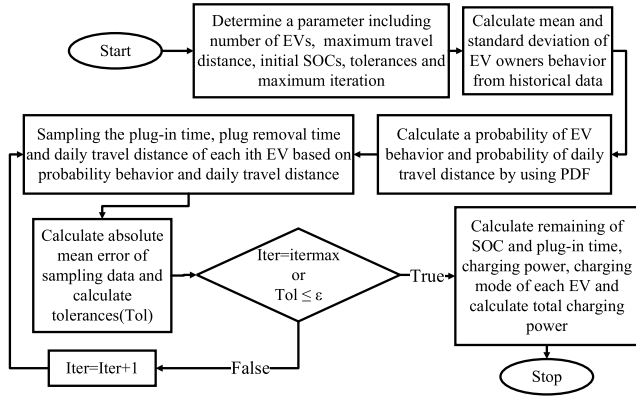 Start
Determine a parameter including
number of EVs, maximum travel
distance, initial SOCs, tolerances and
maximum iteration
Calculate mean and
standard deviation of
EV owners behavior
from historical data
Sampling the plug-in time, plug removal time
and daily travel distance of each ith EV based on
probability behavior and daily travel distance
Calculate a probability of EV
behavior and probability of daily
travel distance by using PDF
Calculate absolute
mean error of
sampling data and
calculate
tolerances(Tol)
Iter=itermax
or
Tol ≤ ε
True
Calculate remaining of
SOC and plug-in time,
charging power, charging
mode of each EV and
calculate total charging
power
Iter=Iter+1
False
Stop